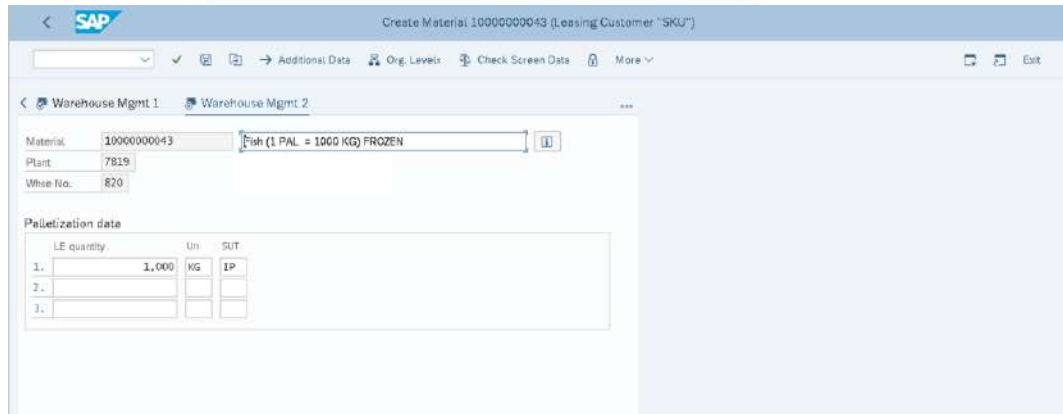 SAP
Create Material 10000000043 (Leasing Customer "SKU")
Additional Data Org. Levels Check Screen Data More Exit
Warehouse Mgmt 1 Warehouse Mgmt 2 ...
Material 10000000043 Fish (1 PAL = 1000 KG) FROZEN
Plant 7819
Whse No. 820
Palletization data
LE quantity Un SUT
1. 1,000 KG IP
2.
3.